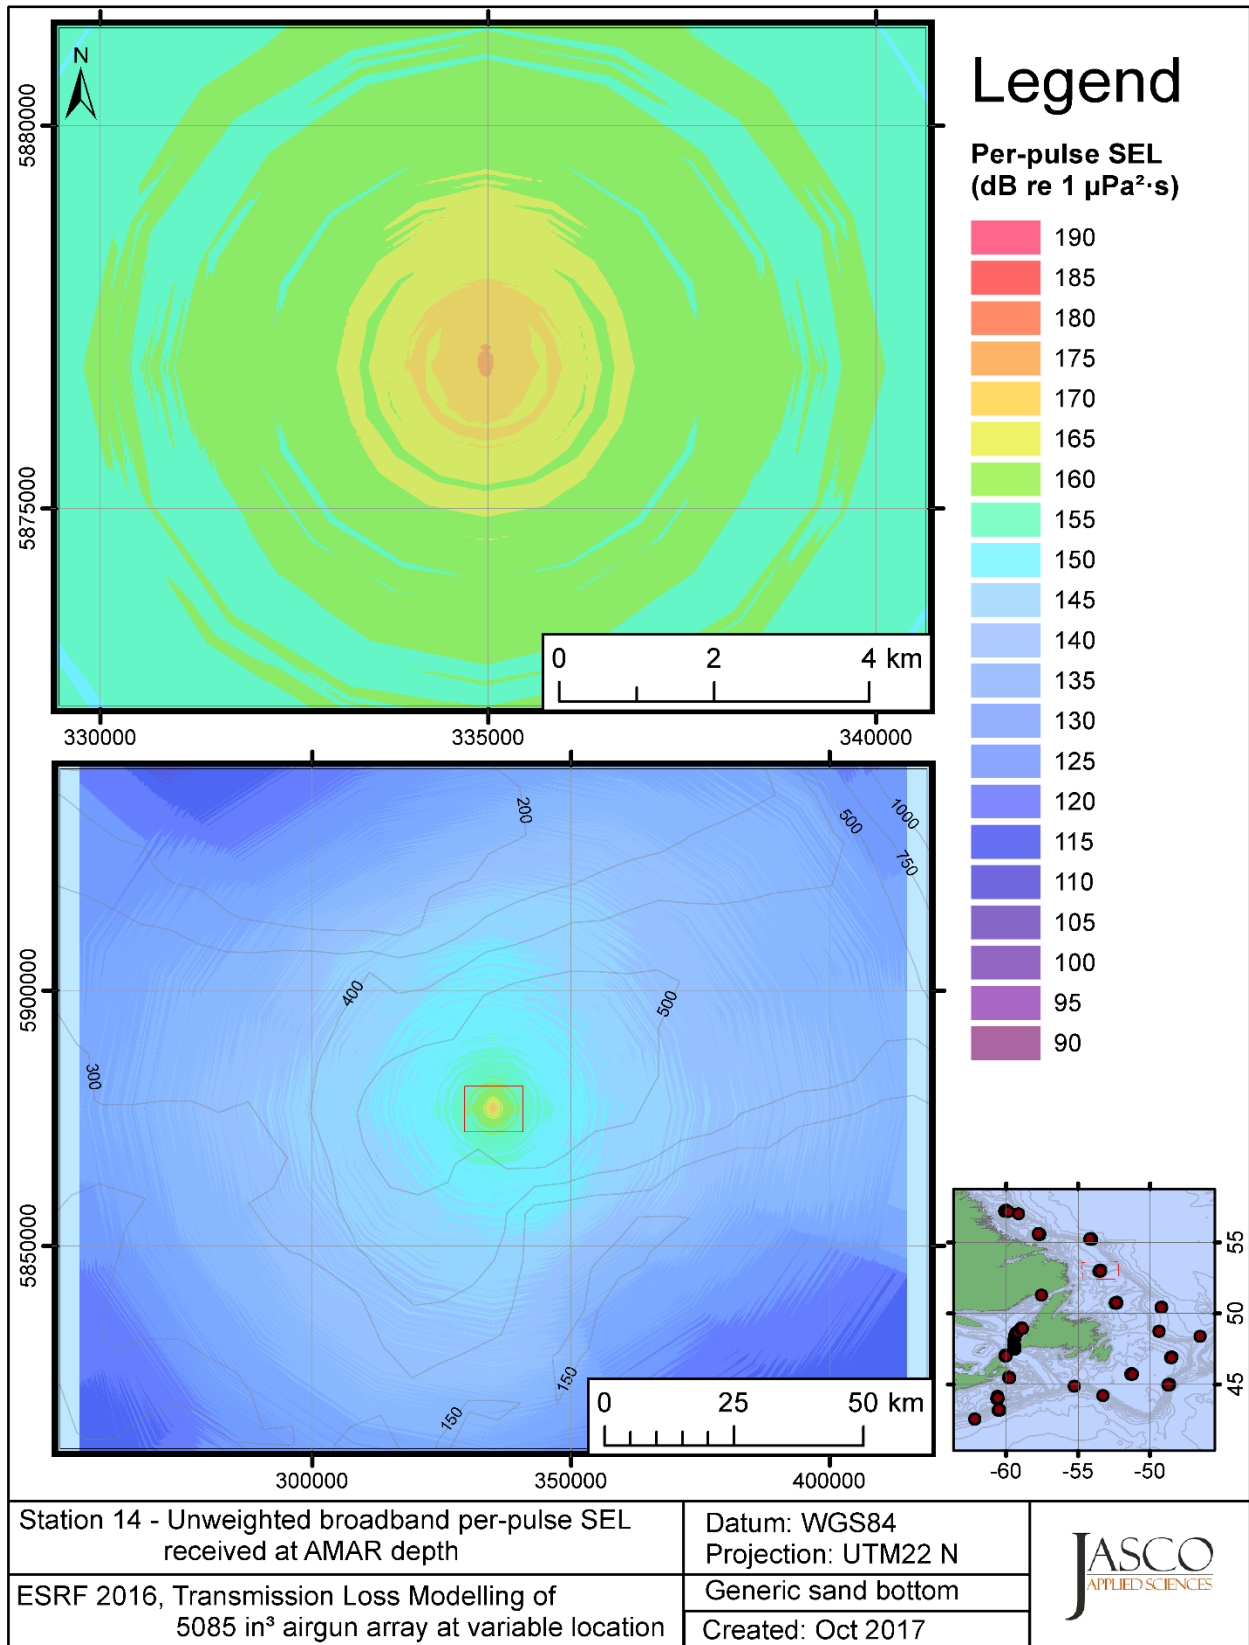 N
5880000
5875000
0 2 4 km
330000 335000 340000
Legend
Per-pulse SEL
(dB re 1 µPa²·s)
190
185
180
175
170
165
160
155
150
145
140
135
130
125
120
115
110
105
100
95
90
200
500
1000
750
400
500
300
150
150
5900000
5850000
0 25 50 km
300000 350000 400000
55
50
45
-60 -55 -50
Station 14 - Unweighted broadband per-pulse SEL
received at AMAR depth
ESRF 2016, Transmission Loss Modelling of
5085 in³ airgun array at variable location
Datum: WGS84
Projection: UTM22 N
Generic sand bottom
Created: Oct 2017
JASCO
APPLIED SCIENCES